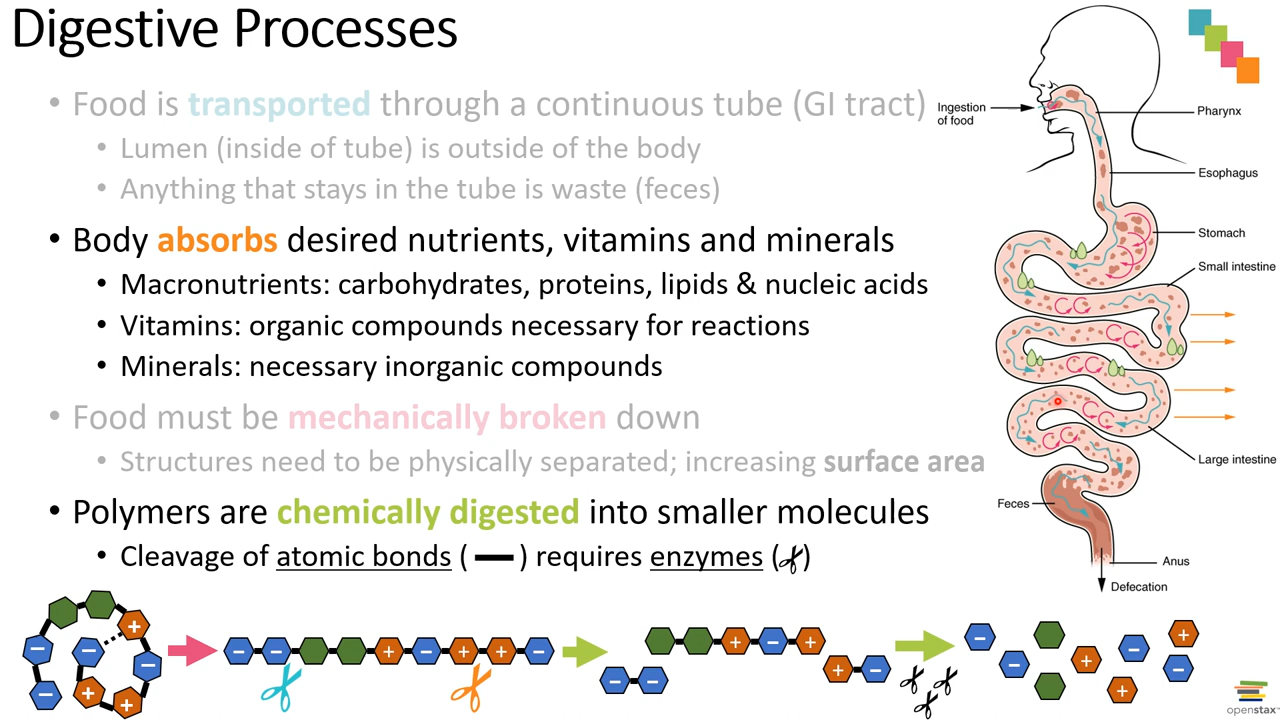 Digestive Processes
• Food is transported through a continuous tube (GI tract)
• Lumen (inside of tube) is outside of the body
• Anything that stays in the tube is waste (feces)
• Body absorbs desired nutrients, vitamins and minerals
• Macronutrients: carbohydrates, proteins, lipids & nucleic acids
• Vitamins: organic compounds necessary for reactions
• Minerals: necessary inorganic compounds
• Food must be mechanically broken down
• Structures need to be physically separated; increasing surface area
• Polymers are chemically digested into smaller molecules
• Cleavage of atomic bonds ( ) requires enzymes ( )
Ingestion
of food
Pharynx
Esophagus
Stomach
Small intestine
Large intestine
Feces
Anus
Defecation
openstax™